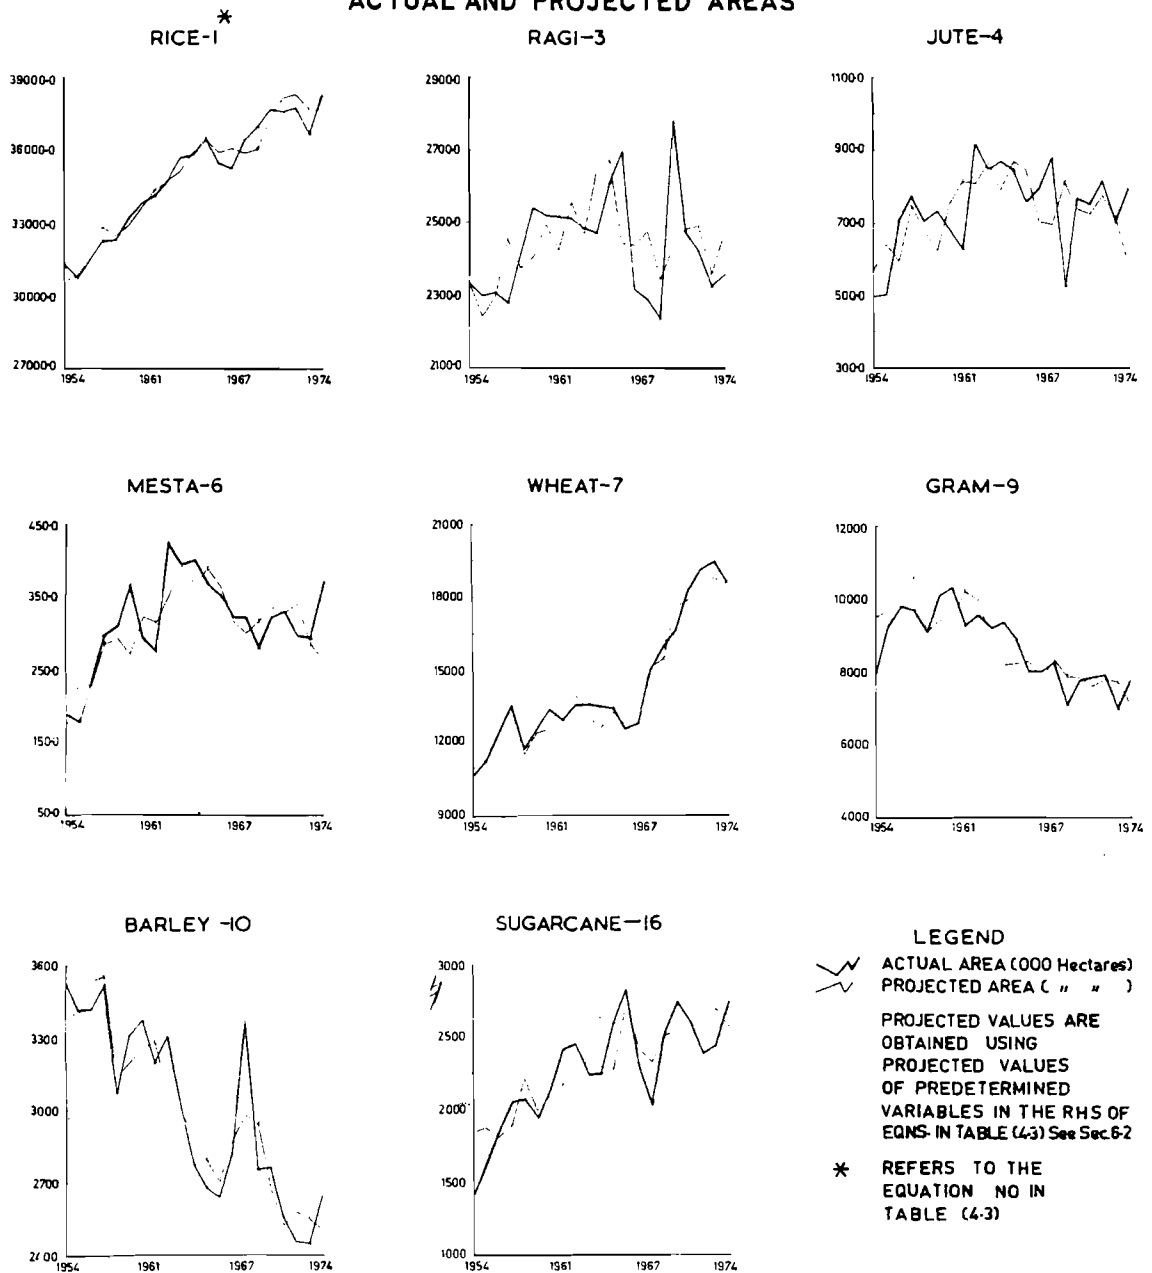 ACTUAL AND PROJECTED AREAS
RICE-1*
RAGI-3
JUTE-4
39000·0
36000·0
33000·0
30000·0
27000·0
1954 1961 1967 1974
2900·0
2700·0
2500·0
2300·0
2100·0
1954 1961 1967 1974
1100·0
900·0
700·0
500·0
300·0
1954 1961 1967 1974
MESTA-6
WHEAT-7
GRAM-9
450·0
350·0
250·0
150·0
50·0
1954 1961 1967 1974
21000
18000
15000
12000
9000
1954 1961 1967 1974
12000
10000
8000
6000
4000
1954 1961 1967 1974
BARLEY -10
SUGARCANE-16
3600
3300
3000
2700
2400
1954 1961 1967 1974
3000
2500
2000
1500
1000
1954 1961 1967 1974
LEGEND
ACTUAL AREA (000 Hectares)
PROJECTED AREA ( " " )
PROJECTED VALUES ARE
OBTAINED USING
PROJECTED VALUES
OF PREDETERMINED
VARIABLES IN THE RHS OF
EQNS· IN TABLE (4·3) See Sec. 6·2
* REFERS TO THE
EQUATION NO IN
TABLE (4·3)